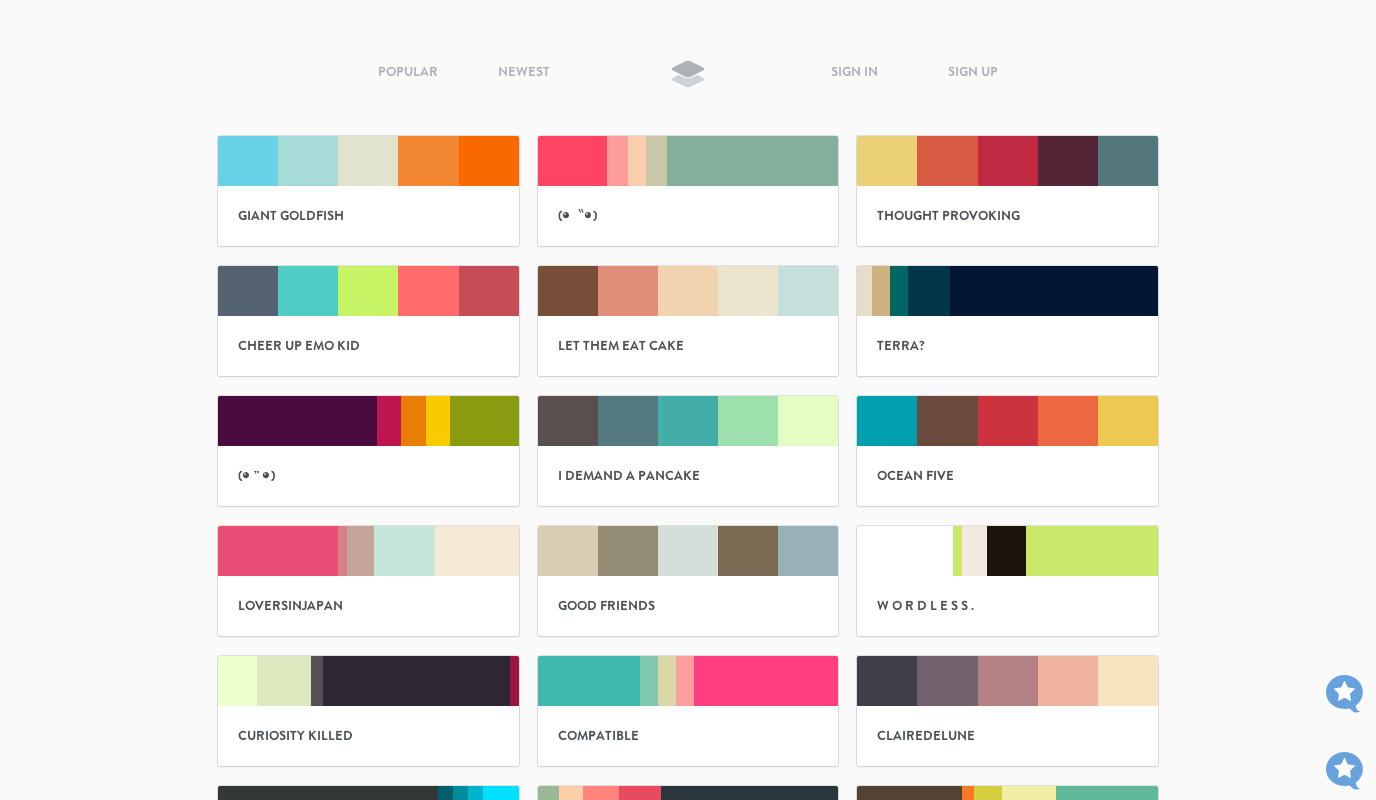 POPULAR NEWEST SIGN IN SIGN UP
GIANT GOLDFISH
(◕ ‟◕)
THOUGHT PROVOKING
CHEER UP EMO KID
LET THEM EAT CAKE
TERRA?
(◕ ” ◕)
I DEMAND A PANCAKE
OCEAN FIVE
LOVERSINJAPAN
GOOD FRIENDS
W O R D L E S S .
CURIOSITY KILLED
COMPATIBLE
CLAIREDELUNE